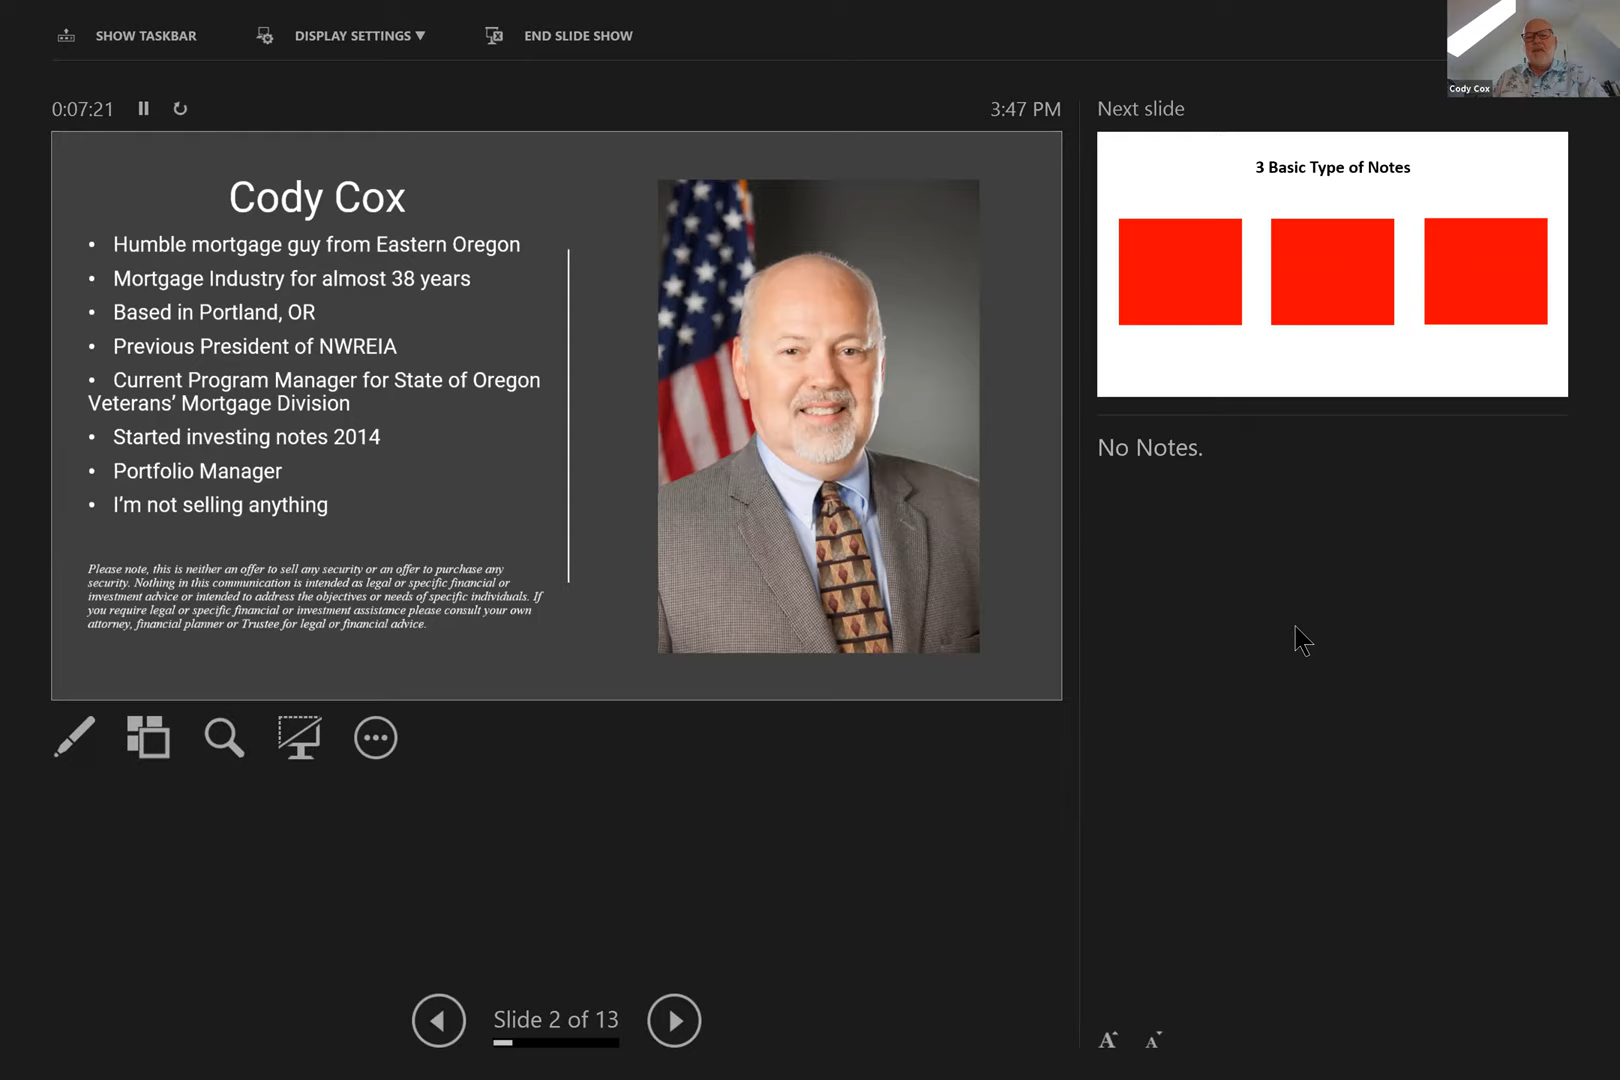 SHOW TASKBAR
DISPLAY SETTINGS ▼
END SLIDE SHOW
Cody Cox
0:07:21
3:47 PM
Next slide
Cody Cox
• Humble mortgage guy from Eastern Oregon
• Mortgage Industry for almost 38 years
• Based in Portland, OR
• Previous President of NWREIA
• Current Program Manager for State of Oregon
Veterans’ Mortgage Division
• Started investing notes 2014
• Portfolio Manager
• I’m not selling anything
Please note, this is neither an offer to sell any security or an offer to purchase any
security. Nothing in this communication is intended as legal or specific financial or
investment advice or intended to address the objectives or needs of specific individuals. If
you require legal or specific financial or investment assistance please consult your own
attorney, financial planner or Trustee for legal or financial advice.
3 Basic Type of Notes
No Notes.
Slide 2 of 13
A A